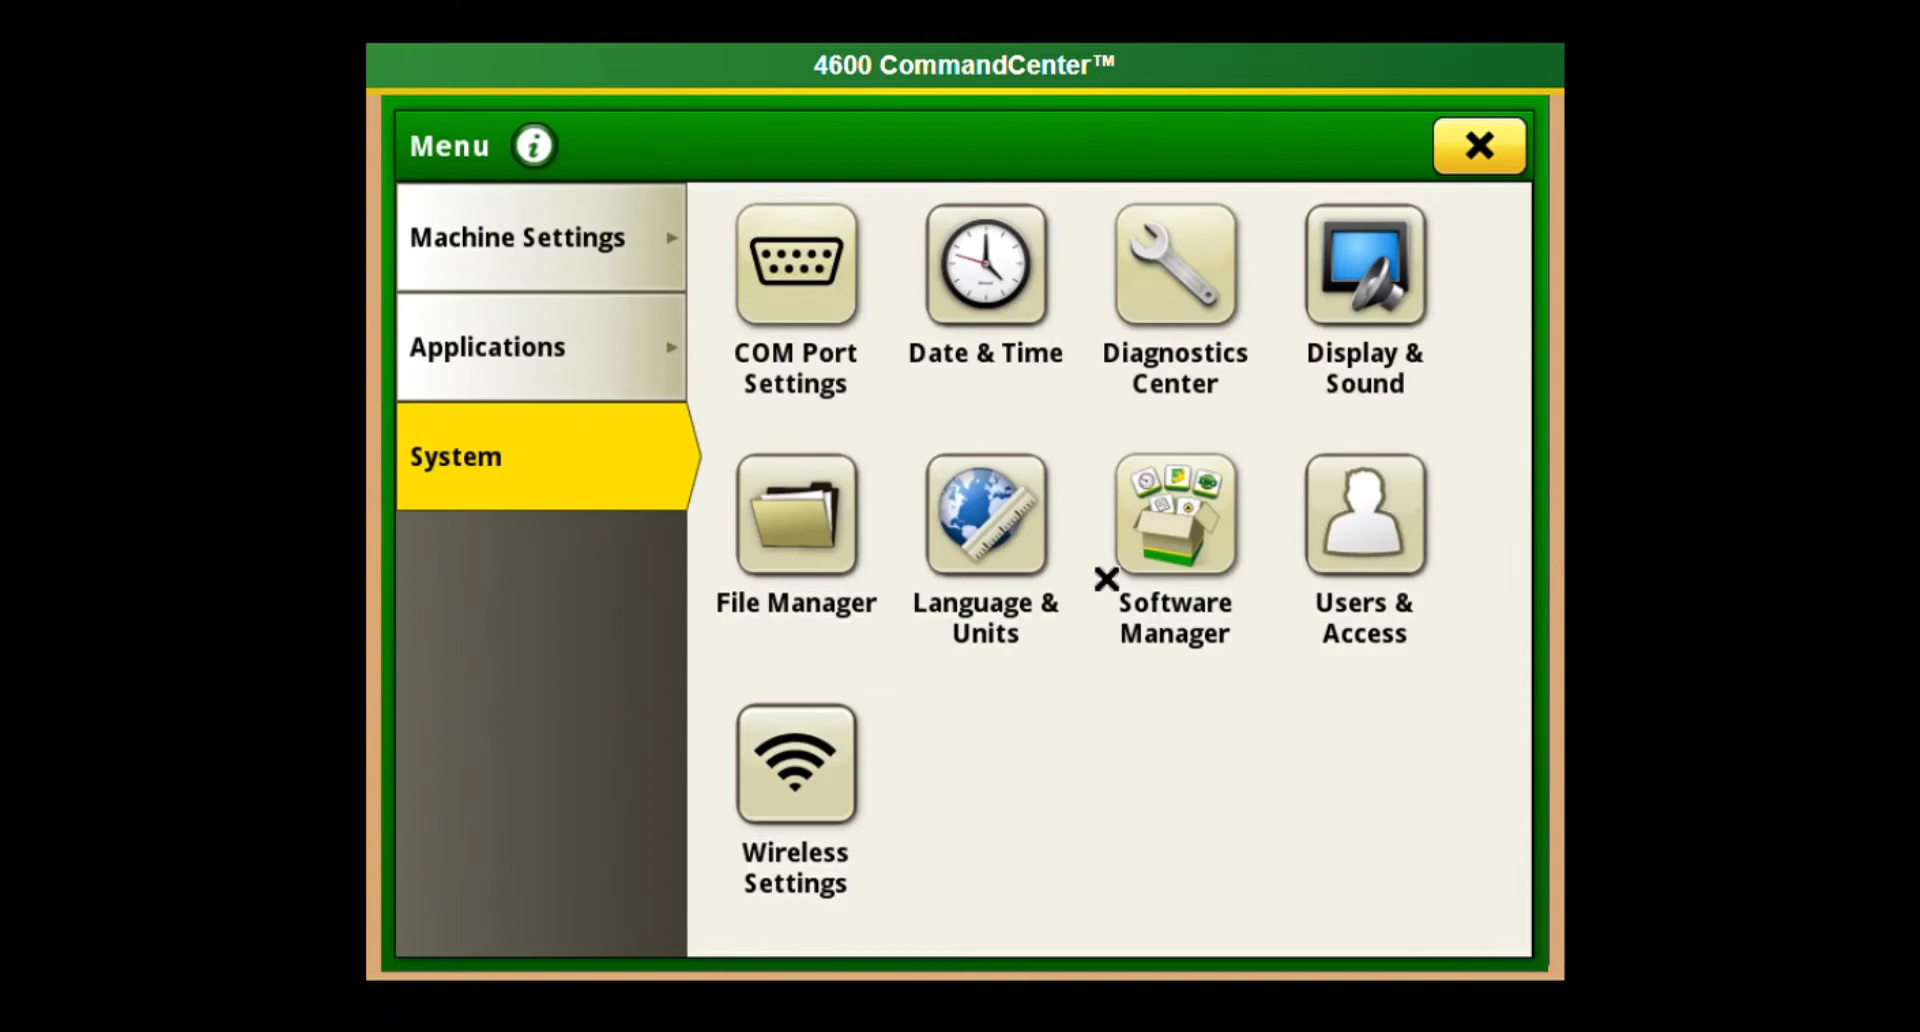 4600 CommandCenter™
Menu
Machine Settings
Applications
System
COM Port
Settings
Date & Time
Diagnostics
Center
Display &
Sound
File Manager
Language &
Units
Software
Manager
Users &
Access
Wireless
Settings